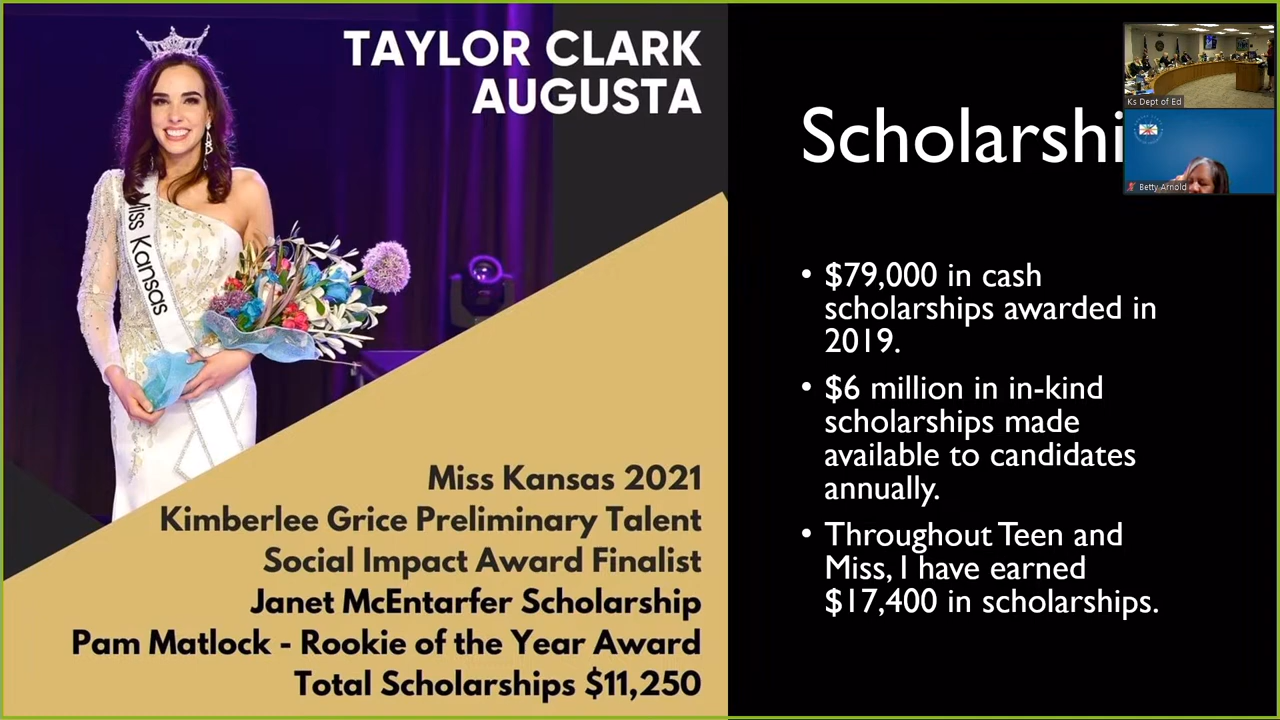 TAYLOR CLARK
AUGUSTA
Miss Kansas
Miss Kansas 2021
Kimberlee Grice Preliminary Talent
Social Impact Award Finalist
Janet McEntarfer Scholarship
Pam Matlock - Rookie of the Year Award
Total Scholarships $11,250
Scholarshi
• $79,000 in cash
scholarships awarded in
2019.
• $6 million in in-kind
scholarships made
available to candidates
annually.
• Throughout Teen and
Miss, I have earned
$17,400 in scholarships.
Ks Dept of Ed
Betty Arnold